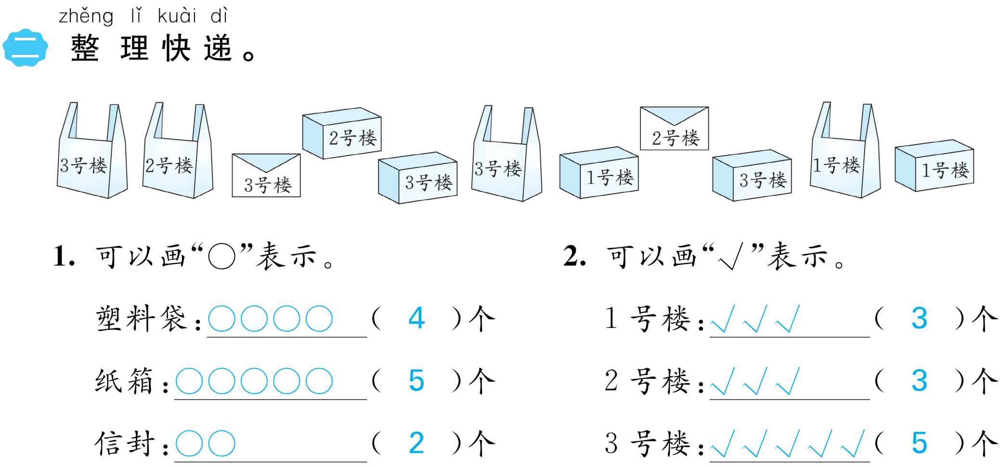 zhěng lǐ kuài dì
二 整理快递。
3号楼 2号楼 3号楼 2号楼 3号楼 3号楼 1号楼 2号楼 3号楼 1号楼 1号楼
1. 可以画“○”表示。
塑料袋：○○○○（ 4 ）个
纸箱：○○○○○（ 5 ）个
信封：○○（ 2 ）个
2. 可以画“√”表示。
1号楼：√√√（ 3 ）个
2号楼：√√√（ 3 ）个
3号楼：√√√√√（ 5 ）个